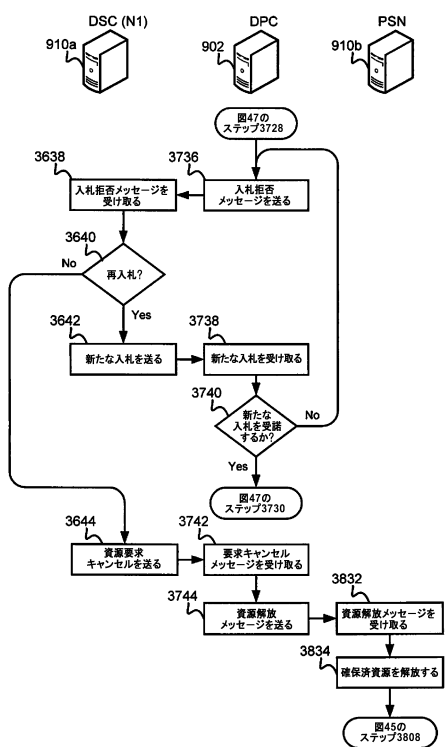 DSC (N1)
DPC
PSN
910a
902
910b
図47の
ステップ3728
3638
3736
入札拒否メッセージを
受け取る
入札拒否
メッセージを送る
3640
再入札?
No
Yes
3642
3738
新たな入札を送る
新たな入札を受け取る
3740
新たな
入札を受諾
するか?
No
Yes
図47の
ステップ3730
3644
3742
資源要求
キャンセルを送る
要求キャンセル
メッセージを受け取る
3744
3832
資源解放
メッセージを送る
資源解放メッセージを
受け取る
3834
確保済資源を解放する
図45の
ステップ3808